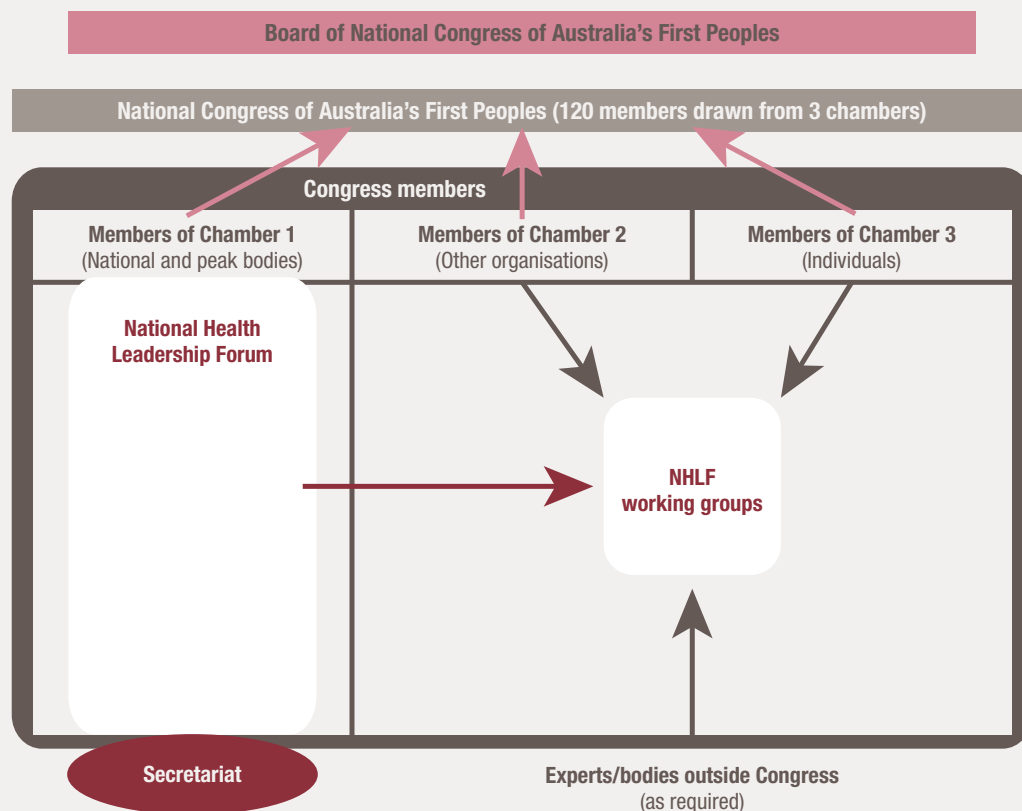 Board of National Congress of Australia's First Peoples
National Congress of Australia's First Peoples (120 members drawn from 3 chambers)
Congress members
Members of Chamber 1
(National and peak bodies)
Members of Chamber 2
(Other organisations)
Members of Chamber 3
(Individuals)
National Health
Leadership Forum
NHLF
working groups
Secretariat
Experts/bodies outside Congress
(as required)